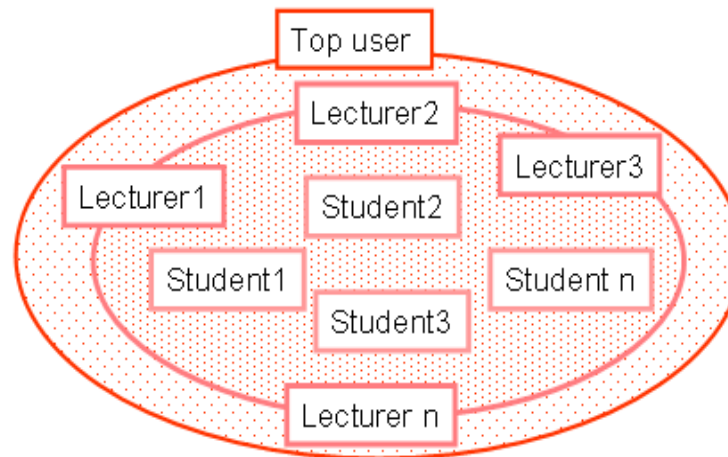 Top user
Lecturer2
Lecturer3
Lecturer1
Student2
Student1
Student n
Student3
Lecturer n